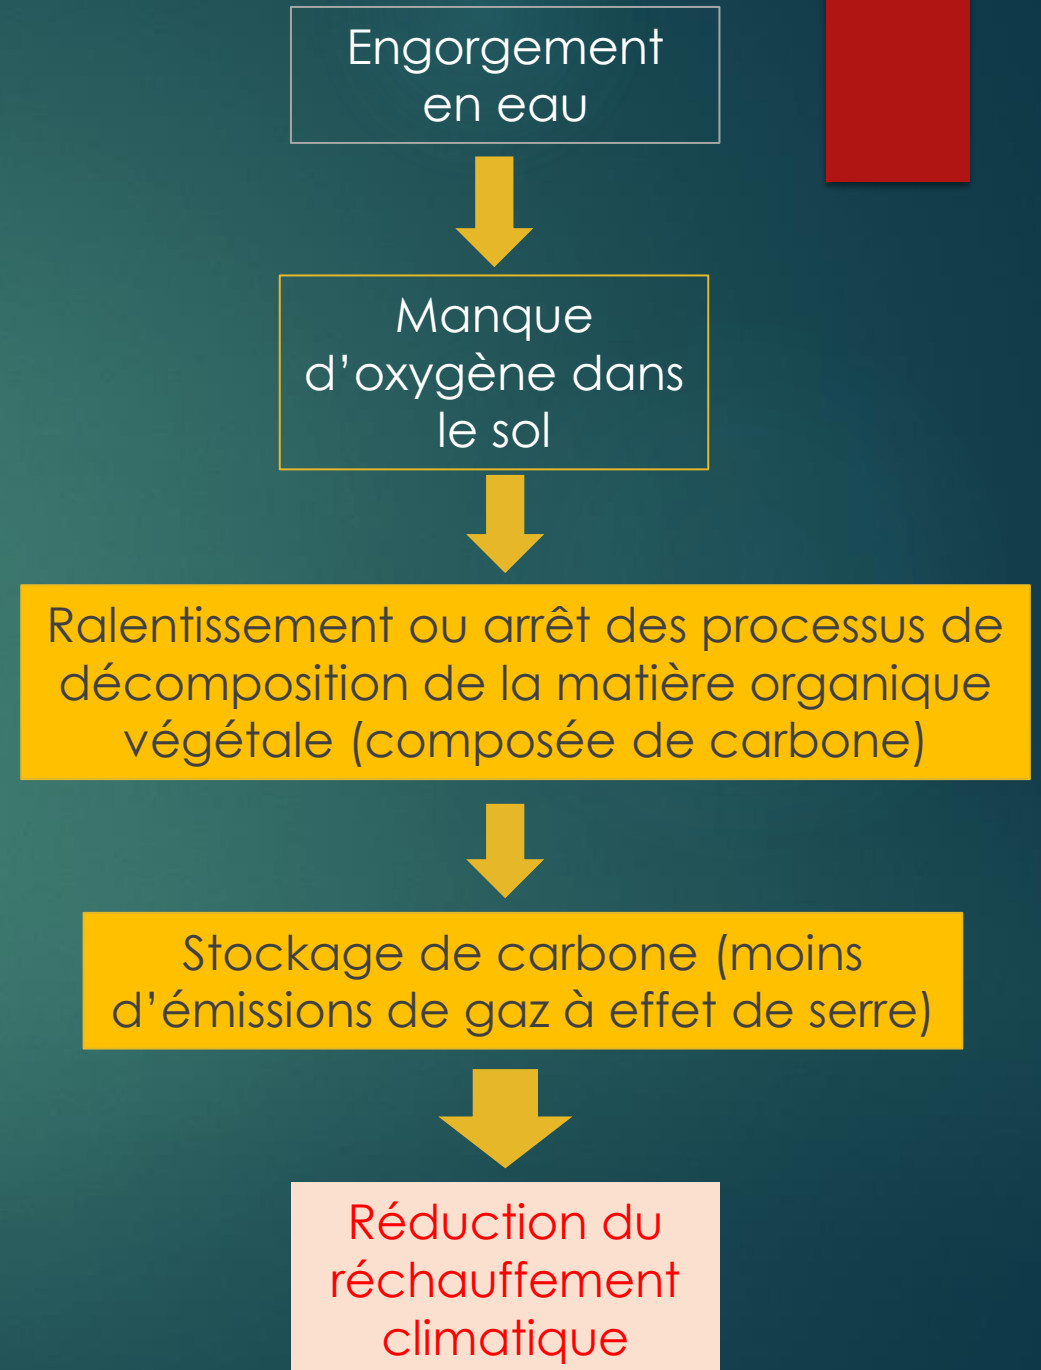 Engorgement
en eau
Manque
d’oxygène dans
le sol
Ralentissement ou arrêt des processus de
décomposition de la matière organique
végétale (composée de carbone)
Stockage de carbone (moins
d’émissions de gaz à effet de serre)
Réduction du
réchauffement
climatique